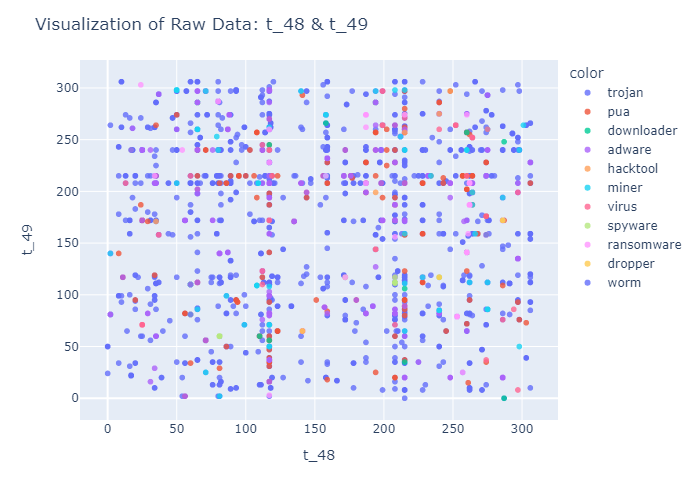 Visualization of Raw Data: t_48 & t_49
color
trojan
pua
downloader
adware
hacktool
miner
virus
spyware
ransomware
dropper
worm
t_49
300
250
200
150
100
50
0
0 50 100 150 200 250 300
t_48